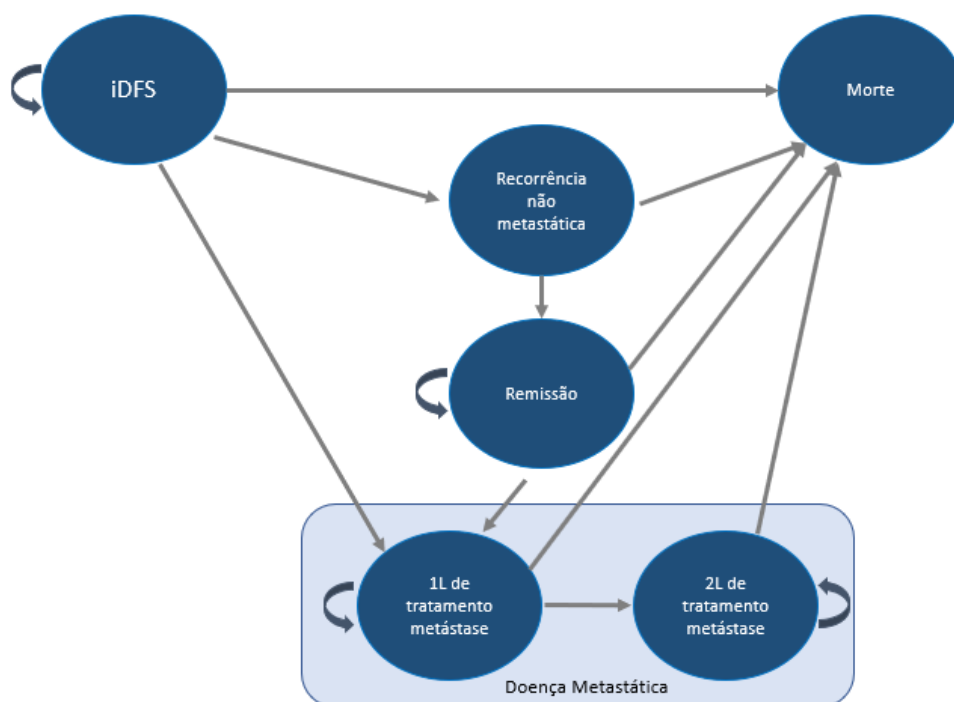 iDFS
Morte
Recorrência
não
metastática
Remissão
1L de
tratamento
metástase
2L de
tratamento
metástase
Doença Metastática